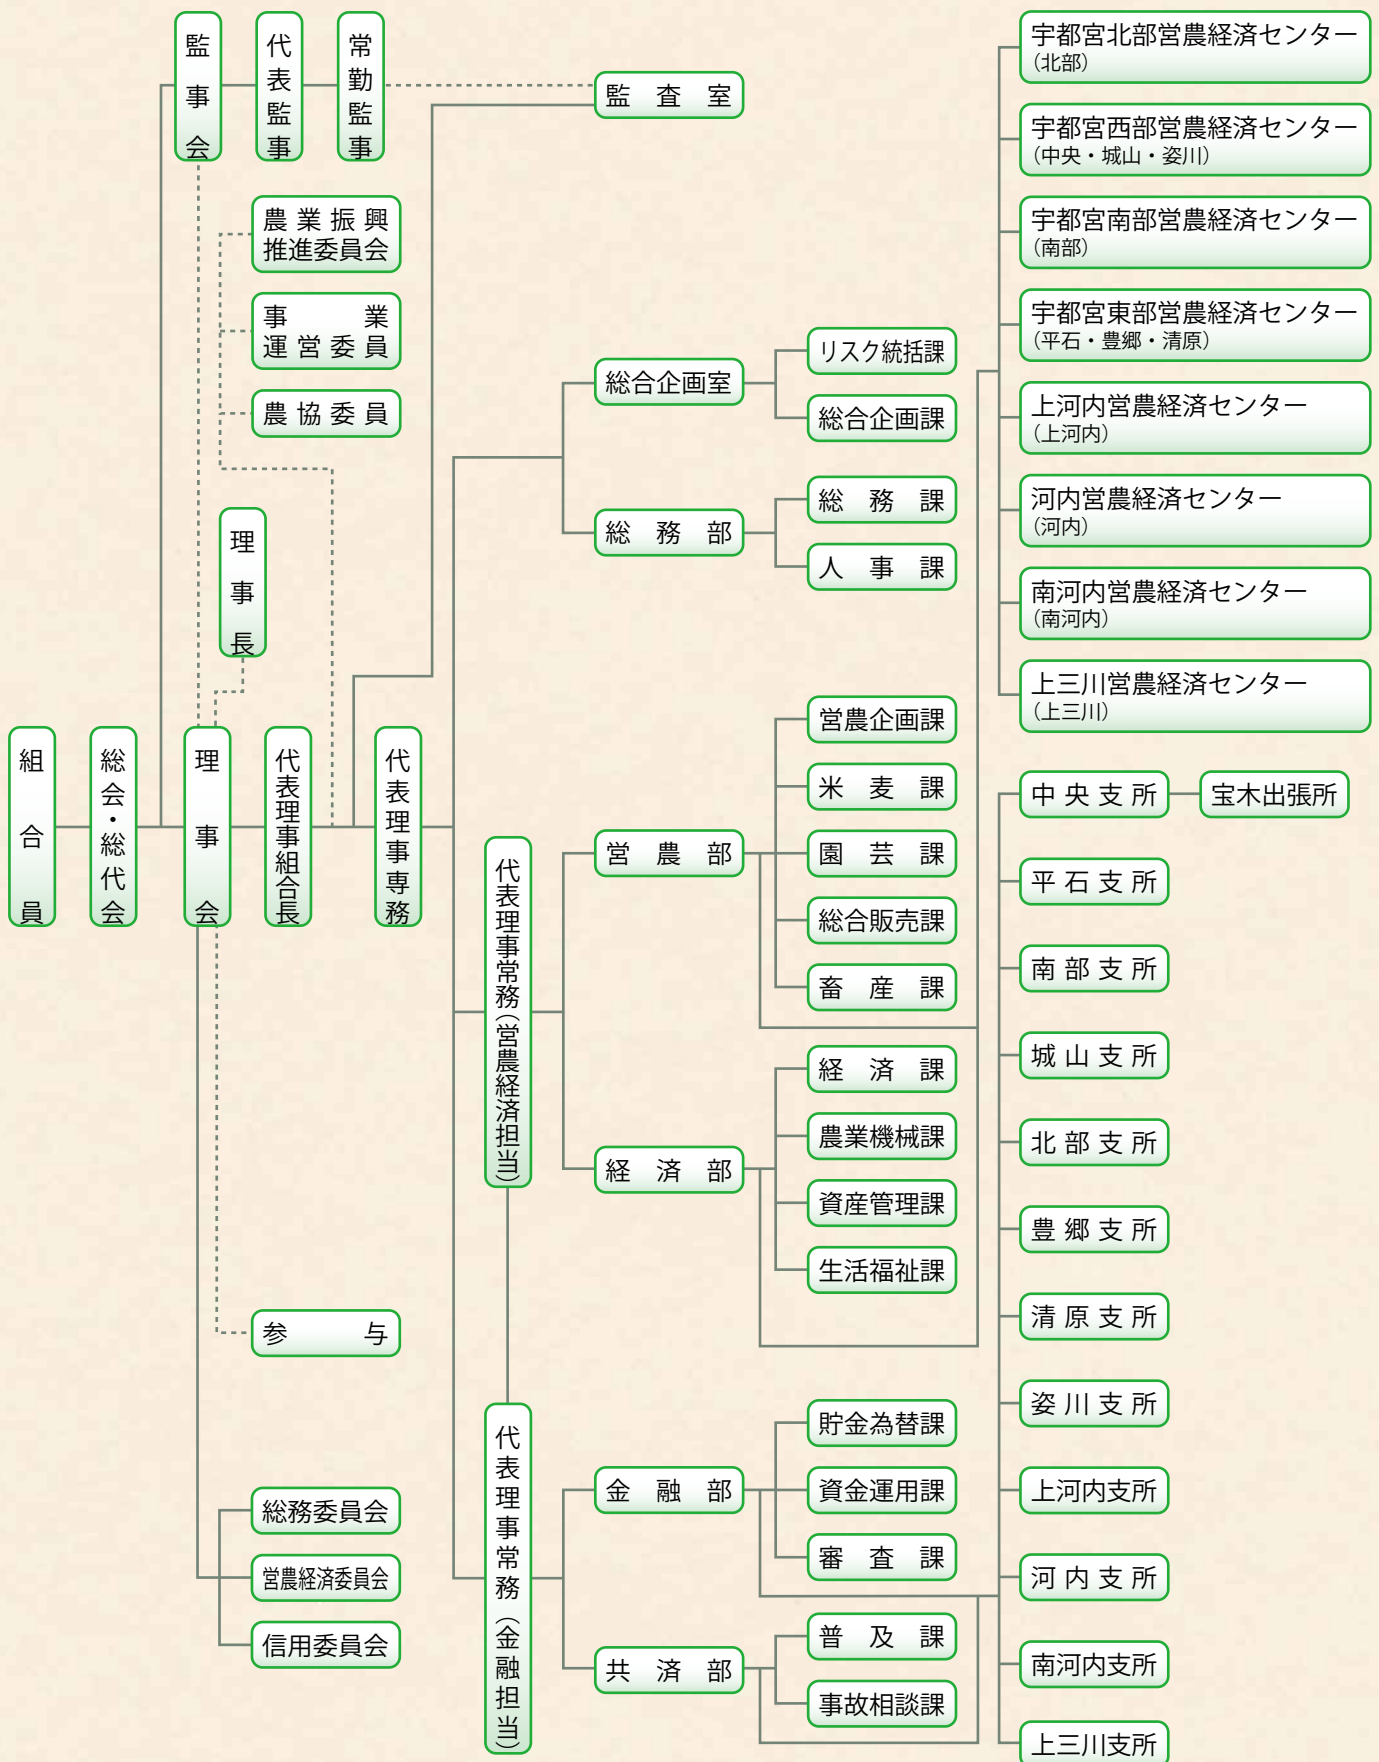 監事会
代表監事
常勤監事
監査室
農業振興
推進委員会
事業
運営委員
農協委員
理事長
組合員
総会・総代会
理事会
代表理事組合長
代表理事専務
参与
総務委員会
営農経済委員会
信用委員会
代表理事常務（営農経済担当）
代表理事常務（金融担当）
総合企画室
リスク統括課
総合企画課
総務部
総務課
人事課
営農部
営農企画課
米麦課
園芸課
総合販売課
畜産課
経済部
経済課
農業機械課
資産管理課
生活福祉課
金融部
貯金為替課
資金運用課
審査課
共済部
普及課
事故相談課
宇都宮北部営農経済センター
（北部）
宇都宮西部営農経済センター
（中央・城山・姿川）
宇都宮南部営農経済センター
（南部）
宇都宮東部営農経済センター
（平石・豊郷・清原）
上河内営農経済センター
（上河内）
河内営農経済センター
（河内）
南河内営農経済センター
（南河内）
上三川営農経済センター
（上三川）
中央支所
宝木出張所
平石支所
南部支所
城山支所
北部支所
豊郷支所
清原支所
姿川支所
上河内支所
河内支所
南河内支所
上三川支所